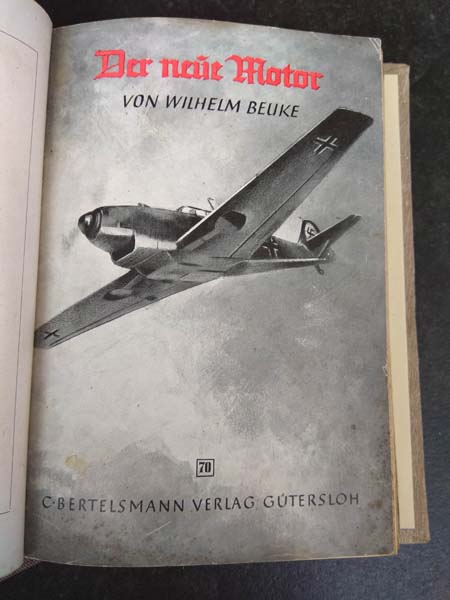 Der neue Motor
VON WILHELM BEUKE
70
C·BERTELSMANN VERLAG GÜTERSLOH